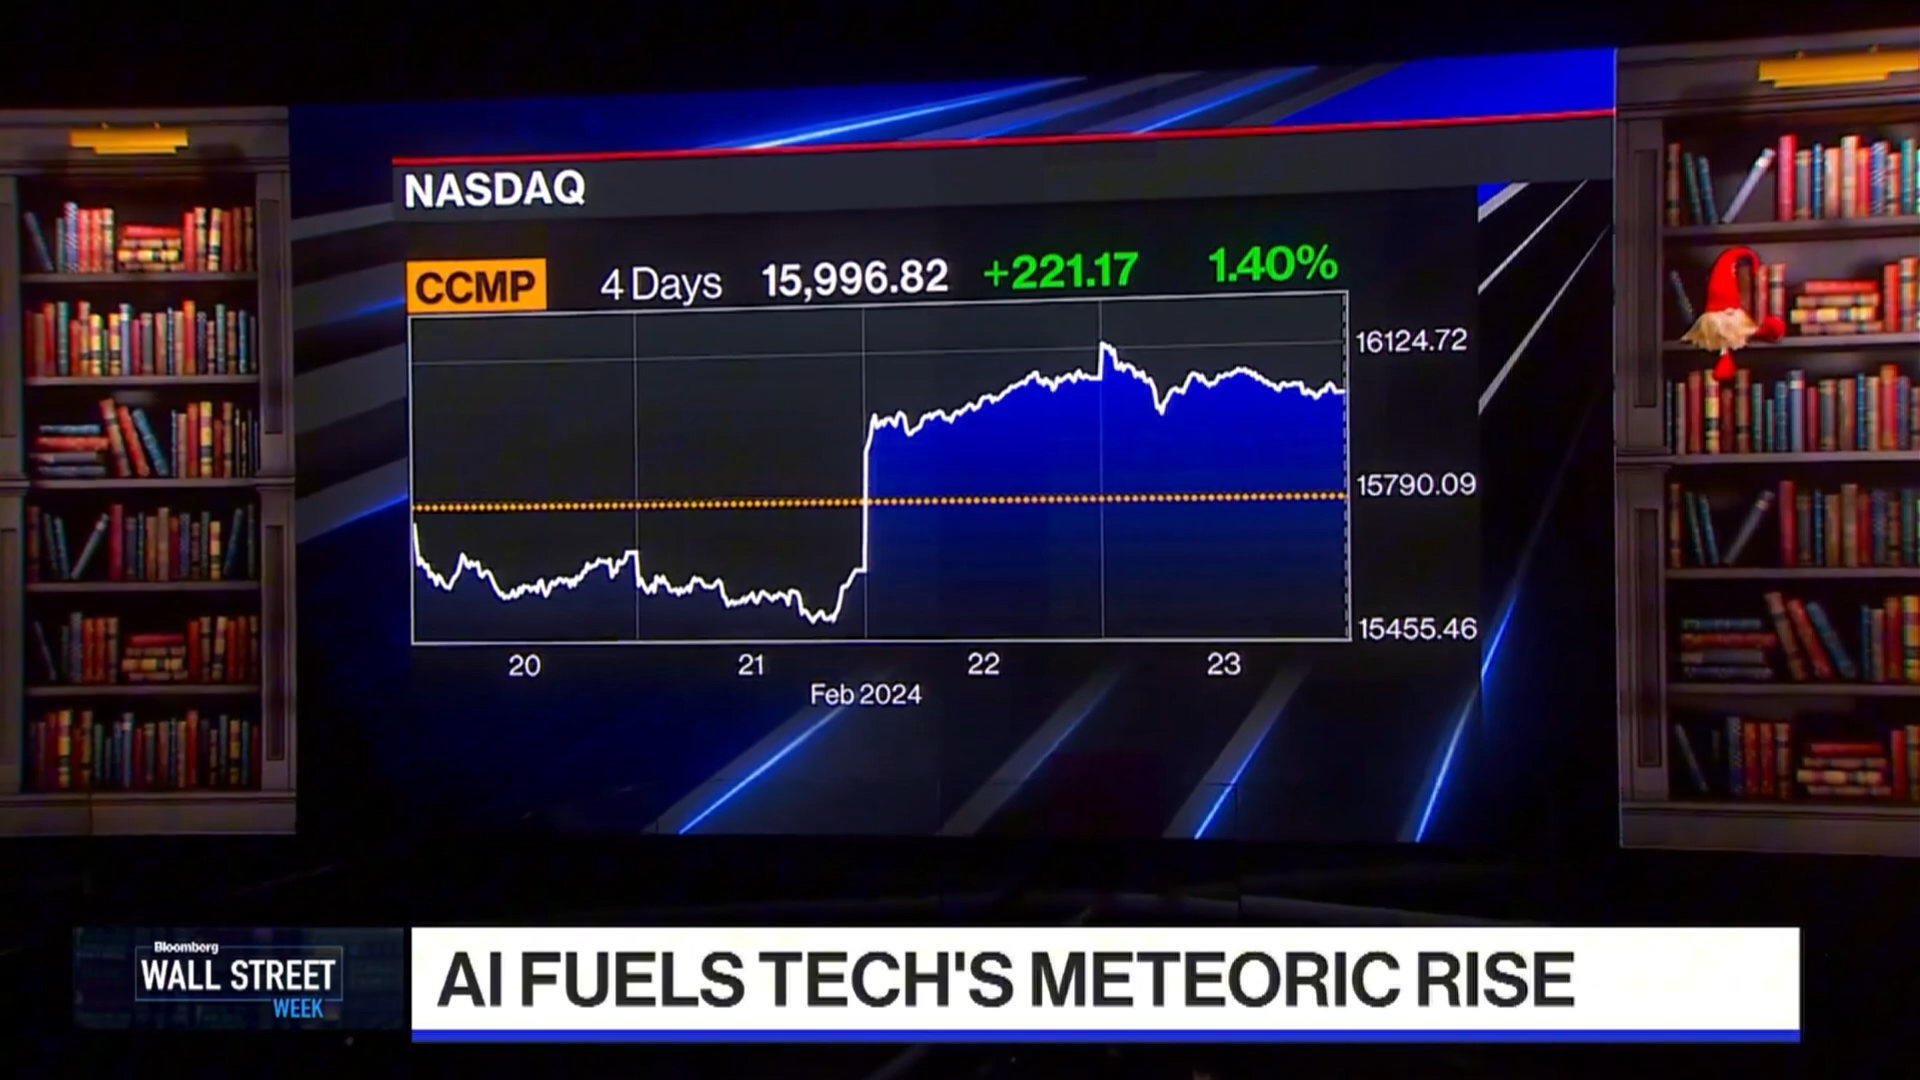 NASDAQ
CCMP 4 Days 15,996.82 +221.17 1.40%
16124.72
15790.09
15455.46
20 21 22 23
Feb 2024
Bloomberg
WALL STREET
WEEK
AI FUELS TECH'S METEORIC RISE